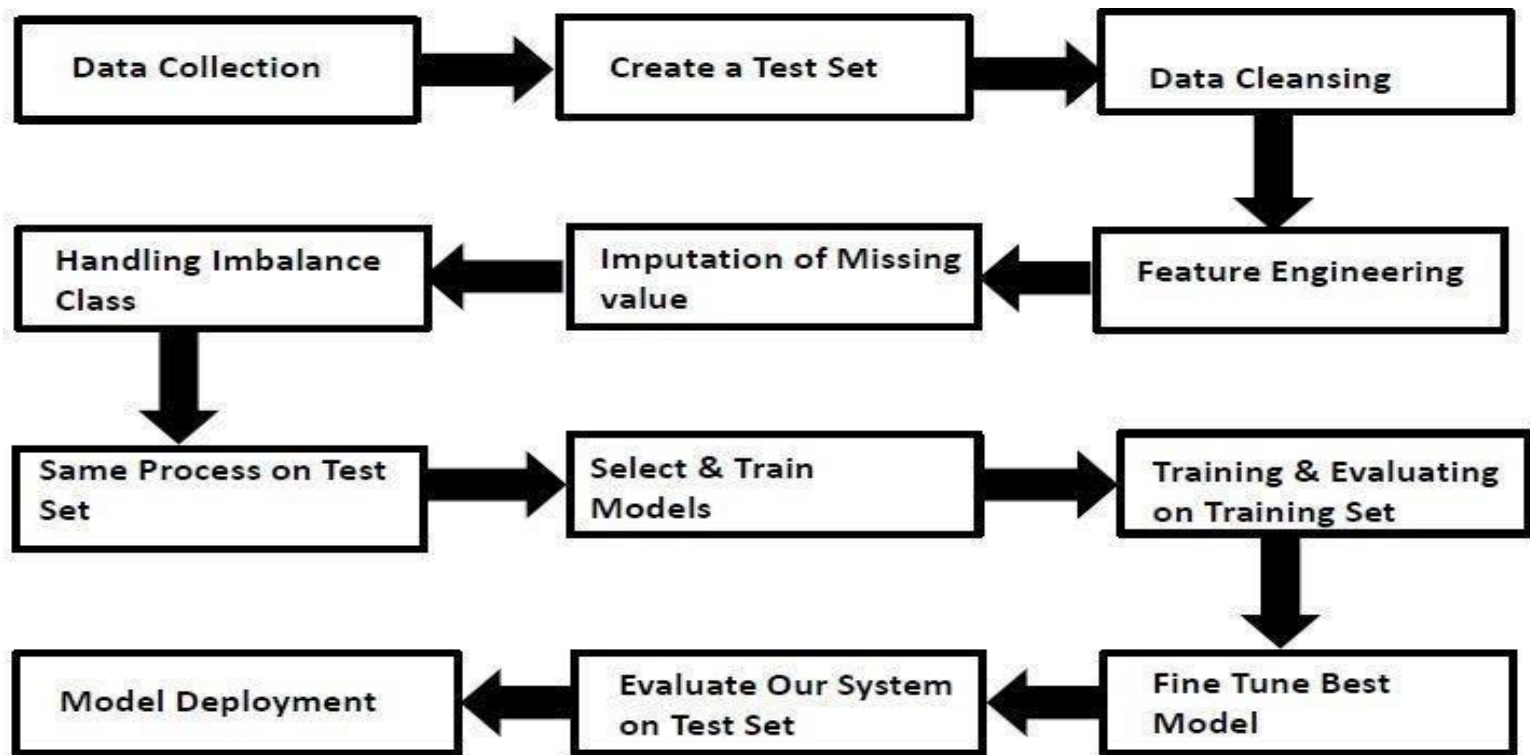 Data Collection
Create a Test Set
Data Cleansing
Feature Engineering
Imputation of Missing
value
Handling Imbalance
Class
Same Process on Test
Set
Select & Train
Models
Training & Evaluating
on Training Set
Fine Tune Best
Model
Evaluate Our System
on Test Set
Model Deployment